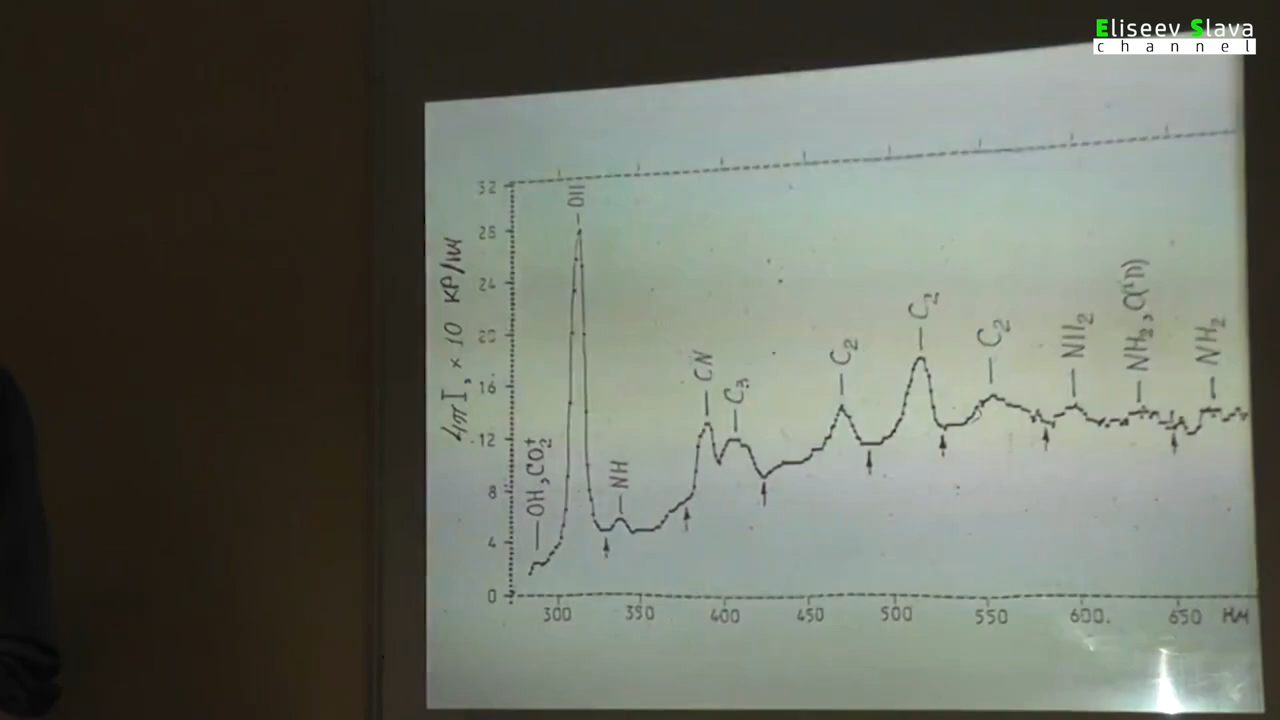 Eliseev Slava
channel
4πI, × 10 КР/нм
32
28
24
20
16
12
8
4
0
OH, CO₂⁺
OH
NH
CN
C₃
C₂
C₂
C₂
NH₂
NH₂, O(¹D)
NH₂
300 350 400 450 500 550 600. 650 НМ